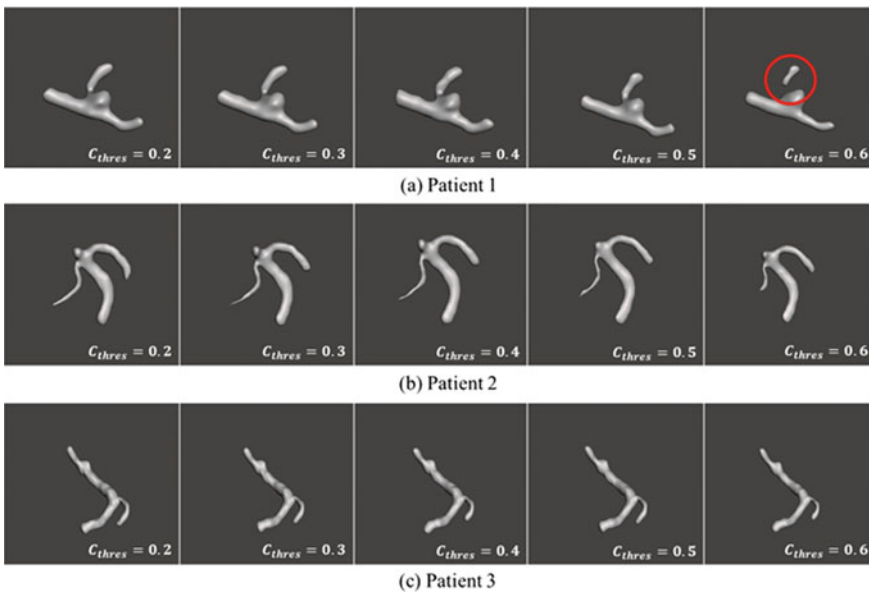 C_thres = 0.2 C_thres = 0.3 C_thres = 0.4 C_thres = 0.5 C_thres = 0.6
(a) Patient 1
C_thres = 0.2 C_thres = 0.3 C_thres = 0.4 C_thres = 0.5 C_thres = 0.6
(b) Patient 2
C_thres = 0.2 C_thres = 0.3 C_thres = 0.4 C_thres = 0.5 C_thres = 0.6
(c) Patient 3